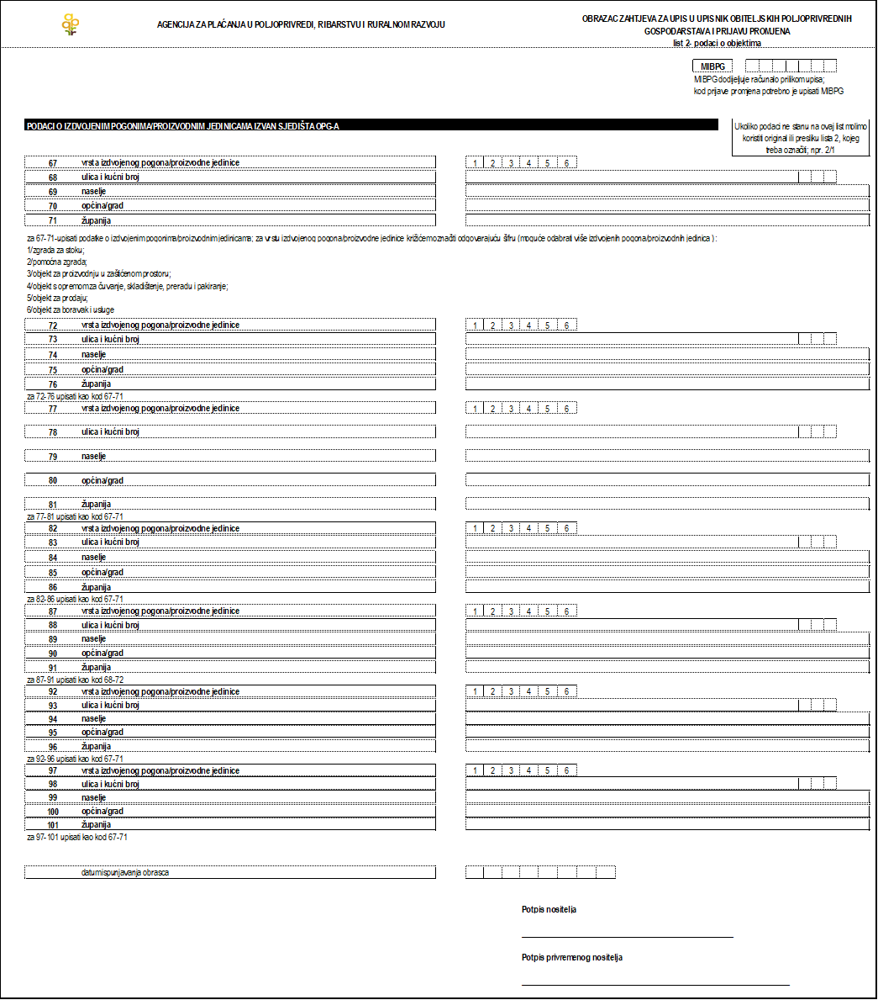 AGENCIJA ZA PLAĆANJA U POLJOPRIVREDI, RIBARSTVU I RURALNOM RAZVOJU
OBRAZAC ZAHTJEVA ZA UPIS U UPISNIK OBITELJSKIH POLJOPRIVREDNIH
GOSPODARSTAVA I PRIJAVU PROMJENA
list 2- podaci o objektima
MIBPG
MIBPG dodjeljuje računalo prilikom upisa;
kod prijave promjena potrebno je upisati MIBPG
PODACI O IZDVOJENIM POGONIMA/PROIZVODNIM JEDINICAMA IZVAN SJEDIŠTA OPG-A
Ukoliko podaci ne stanu na ovaj list molimo
koristiti original ili presliku lista 2, kojeg
treba označiti; npr. 2/1
67 vrsta izdvojenog pogona/proizvodne jedinice 1 2 3 4 5 6
68 ulica i kućni broj
69 naselje
70 općina/grad
71 županija
za 67-71-upisati podatke o izdvojenim pogonima/proizvodnim jedinicama; za vrstu izdvojenog pogona/proizvodne jedinice križićem označiti odgovarajuću šifru (moguće odabrati više izdvojenih pogona/proizvodnih jedinica ) :
1/zgrada za stoku;
2/pomoćna zgrada;
3/objekt za proizvodnju u zaštićenom prostoru;
4/objekt s opremom za čuvanje, skladištenje, preradu i pakiranje;
5/objekt za prodaju;
6/objekt za boravak i usluge
72 vrsta izdvojenog pogona/proizvodne jedinice 1 2 3 4 5 6
73 ulica i kućni broj
74 naselje
75 općina/grad
76 županija
za 72-76 upisati kao kod 67-71
77 vrsta izdvojenog pogona/proizvodne jedinice 1 2 3 4 5 6
78 ulica i kućni broj
79 naselje
80 općina/grad
81 županija
za 77-81 upisati kao kod 67-71
82 vrsta izdvojenog pogona/proizvodne jedinice 1 2 3 4 5 6
83 ulica i kućni broj
84 naselje
85 općina/grad
86 županija
za 82-86 upisati kao kod 67-71
87 vrsta izdvojenog pogona/proizvodne jedinice 1 2 3 4 5 6
88 ulica i kućni broj
89 naselje
90 općina/grad
91 županija
za 87-91 upisati kao kod 68-72
92 vrsta izdvojenog pogona/proizvodne jedinice 1 2 3 4 5 6
93 ulica i kućni broj
94 naselje
95 općina/grad
96 županija
za 92-96 upisati kao kod 67-71
97 vrsta izdvojenog pogona/proizvodne jedinice 1 2 3 4 5 6
98 ulica i kućni broj
99 naselje
100 općina/grad
101 županija
za 97-101 upisati kao kod 67-71
datum ispunjavanja obrasca
Potpis nositelja
Potpis privremenog nositelja